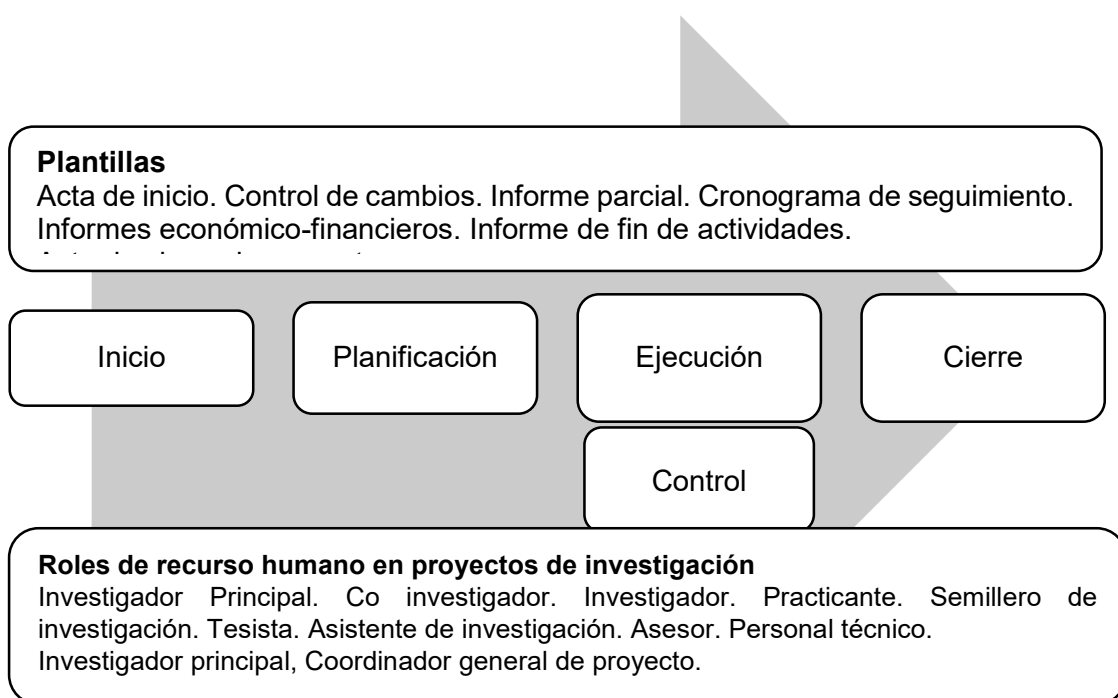 Plantillas
Acta de inicio. Control de cambios. Informe parcial. Cronograma de seguimiento.
Informes económico-financieros. Informe de fin de actividades.
Inicio
Planificación
Ejecución
Cierre
Control
Roles de recurso humano en proyectos de investigación
Investigador Principal. Co investigador. Investigador. Practicante. Semillero de
investigación. Tesista. Asistente de investigación. Asesor. Personal técnico.
Investigador principal, Coordinador general de proyecto.